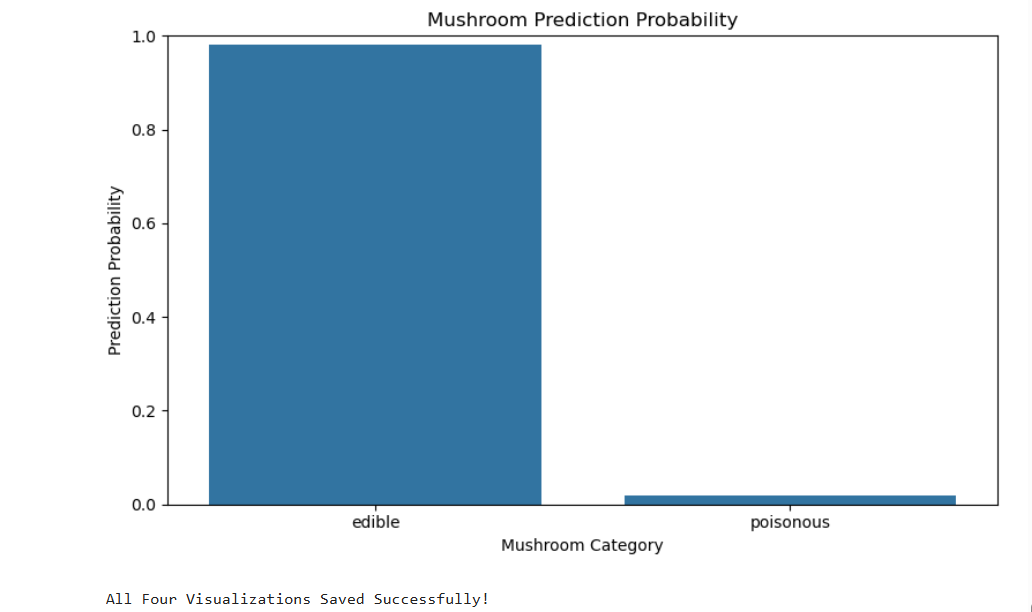 Mushroom Prediction Probability
1.0
0.8
0.6
0.4
0.2
0.0
Prediction Probability
edible poisonous
Mushroom Category
All Four Visualizations Saved Successfully!